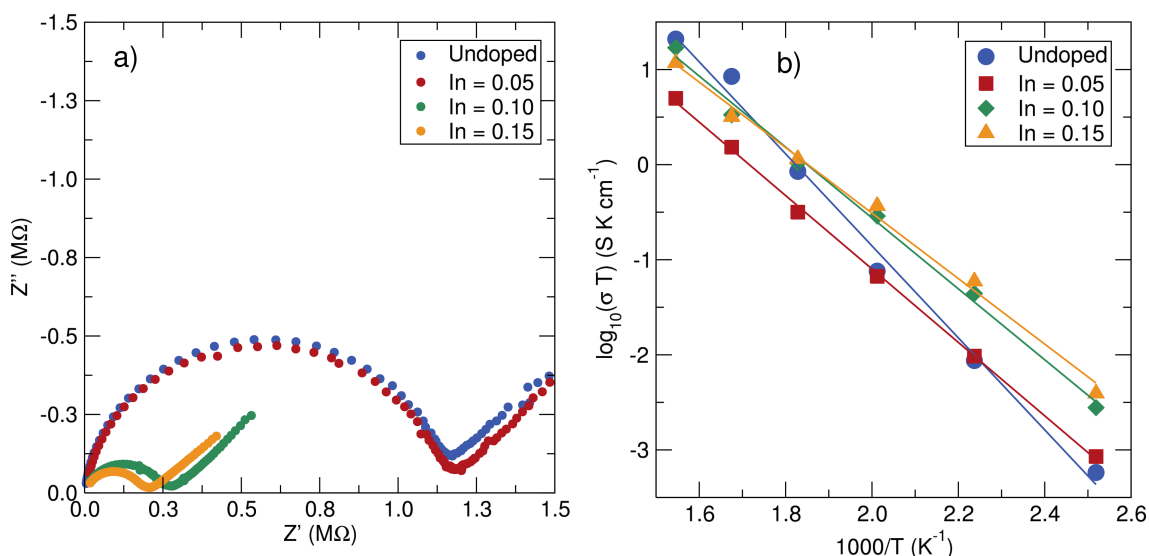 a)
Undoped
In = 0.05
In = 0.10
In = 0.15
-1.5
-1.3
-1.0
-0.8
-0.5
-0.3
0.0
Z'' (MΩ)
0.0 0.3 0.5 0.8 1.0 1.3 1.5
Z' (MΩ)
b)
Undoped
In = 0.05
In = 0.10
In = 0.15
1
0
-1
-2
-3
log10(σ T) (S K cm-1)
1.6 1.8 2.0 2.2 2.4 2.6
1000/T (K-1)